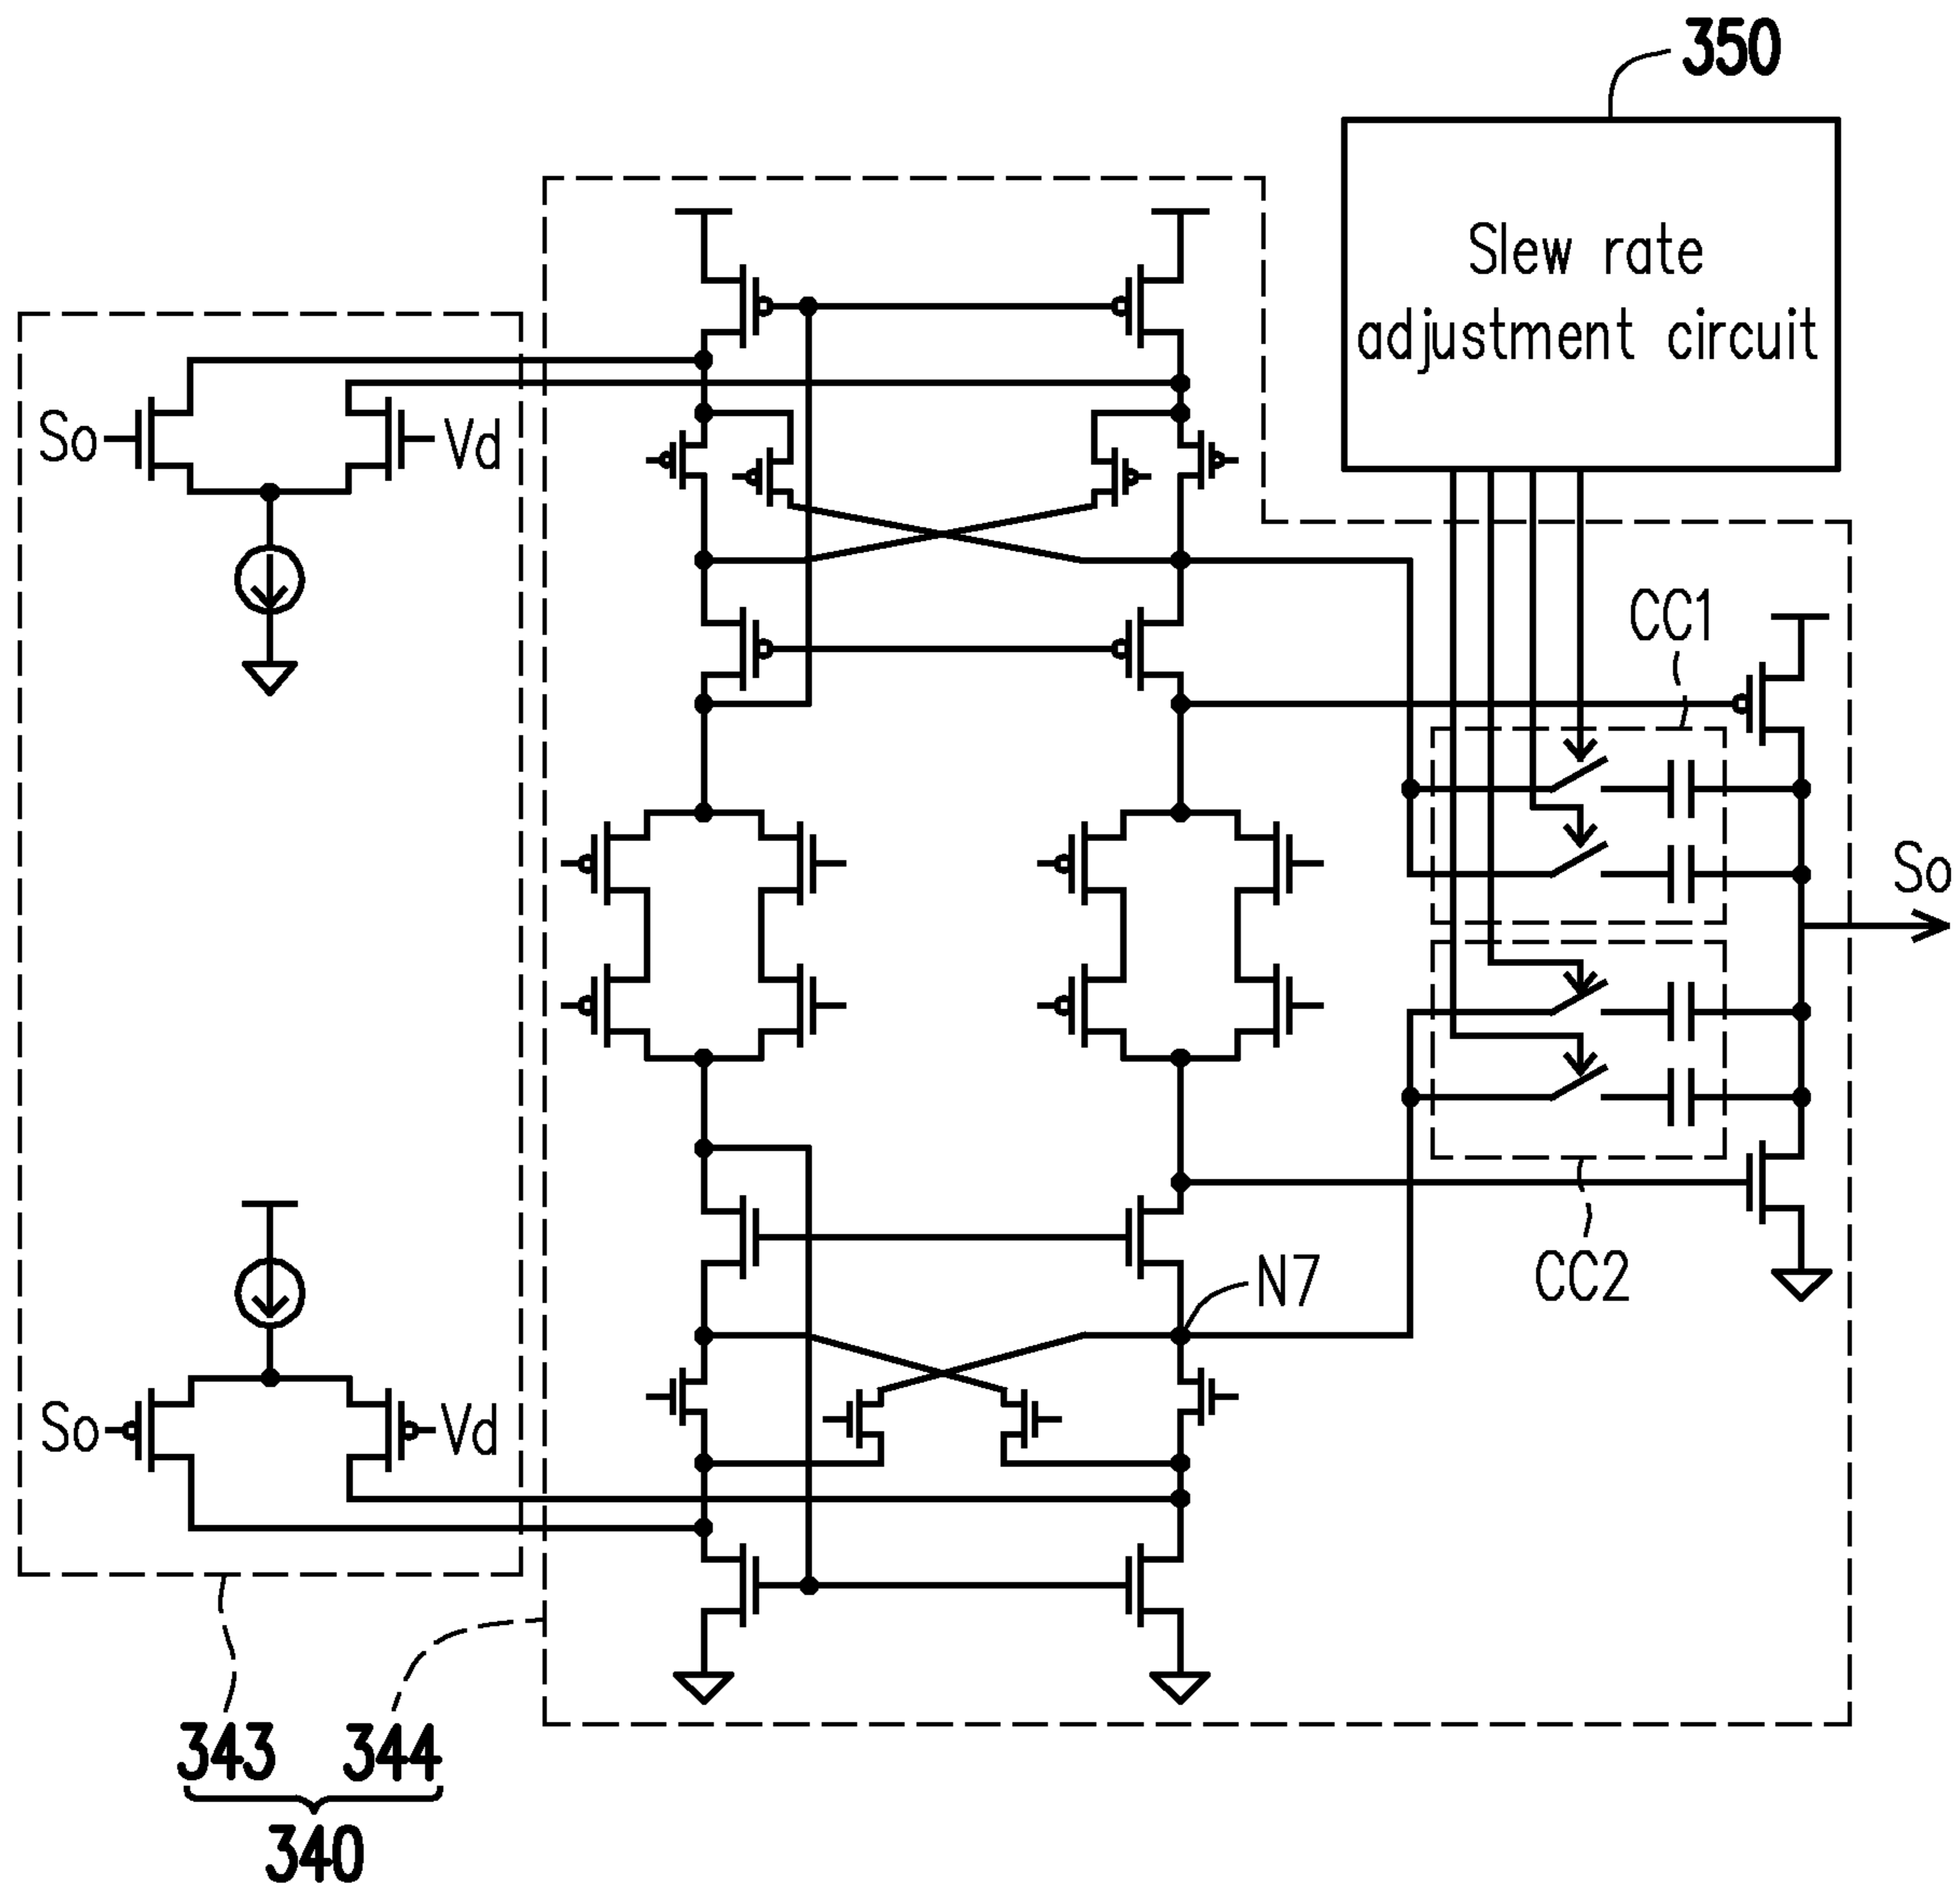 350
Slew rate
adjustment circuit
So
Vd
CC1
So
N7
CC2
So
Vd
343
344
340